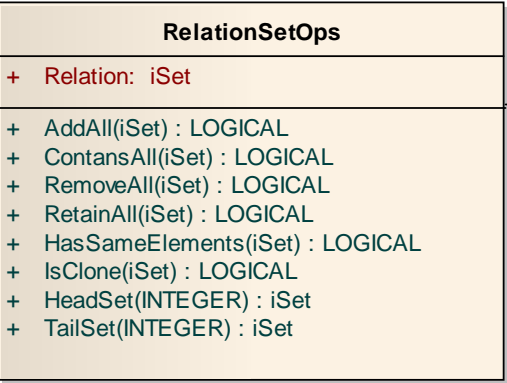 RelationSetOps
+ Relation: iSet
+ AddAll(iSet) : LOGICAL
+ ContansAll(iSet) : LOGICAL
+ RemoveAll(iSet) : LOGICAL
+ RetainAll(iSet) : LOGICAL
+ HasSameElements(iSet) : LOGICAL
+ IsClone(iSet) : LOGICAL
+ HeadSet(INTEGER) : iSet
+ TailSet(INTEGER) : iSet